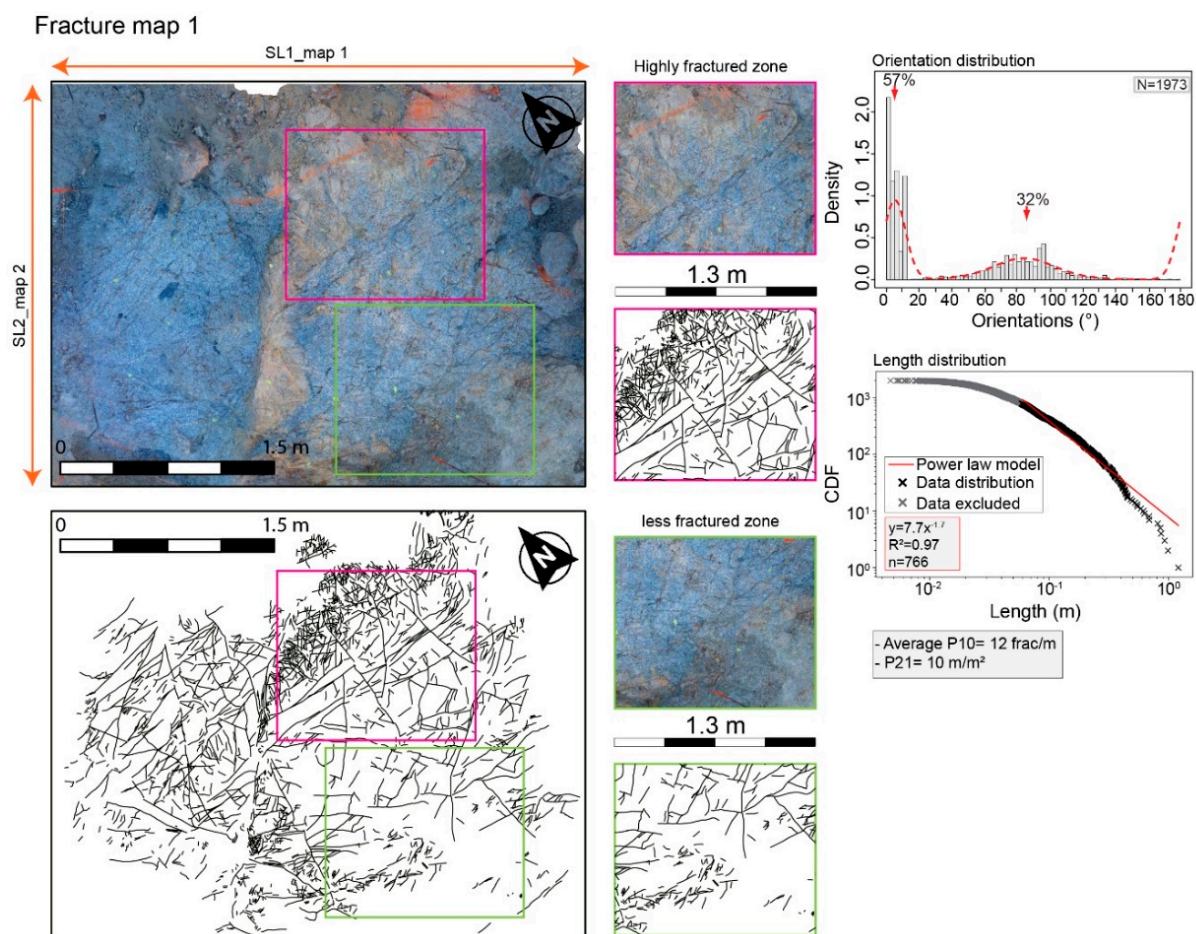 Fracture map 1
SL1_map 1
SL2_map 2
N
0
1.5 m
Highly fractured zone
1.3 m
Orientation distribution
57%
N=1973
32%
Density
2.0
1.5
1.0
0.5
0.0
0 20 40 60 80 100 120 140 160 180
Orientations (°)
Length distribution
CDF
10³
10²
10¹
10⁰
Power law model
Data distribution
Data excluded
y=7.7x⁻¹·⁷
R²=0.97
n=766
10⁻² 10⁻¹ 10⁰
Length (m)
- Average P10= 12 frac/m
- P21= 10 m/m²
0
1.5 m
N
less fractured zone
1.3 m